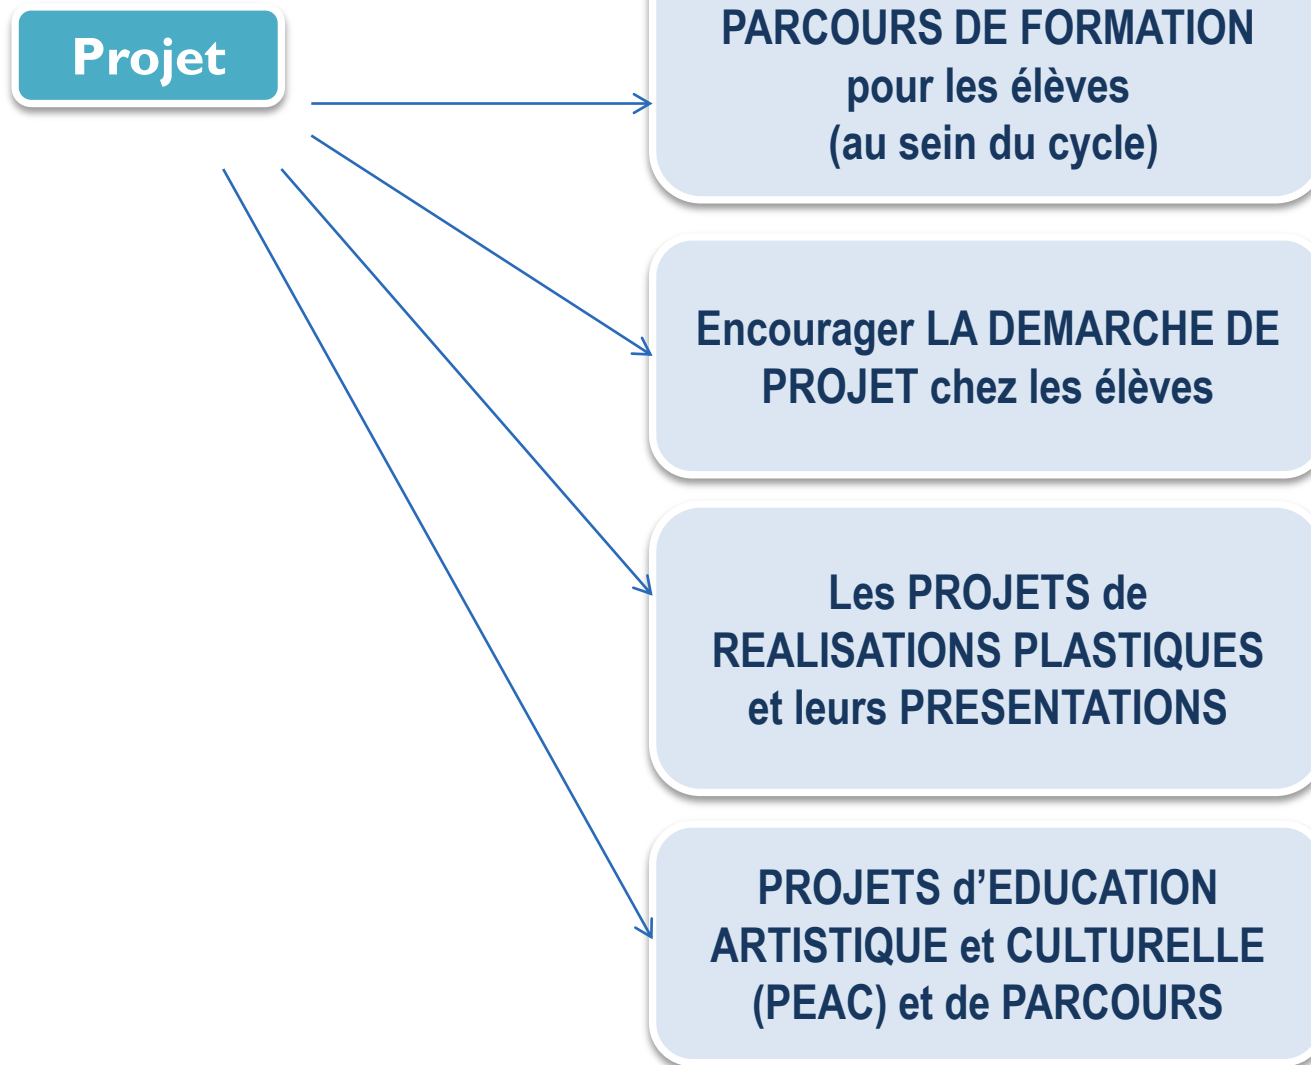 Projet
PARCOURS DE FORMATION
pour les élèves
(au sein du cycle)
Encourager LA DEMARCHE DE
PROJET chez les élèves
Les PROJETS de
REALISATIONS PLASTIQUES
et leurs PRESENTATIONS
PROJETS d’EDUCATION
ARTISTIQUE et CULTURELLE
(PEAC) et de PARCOURS